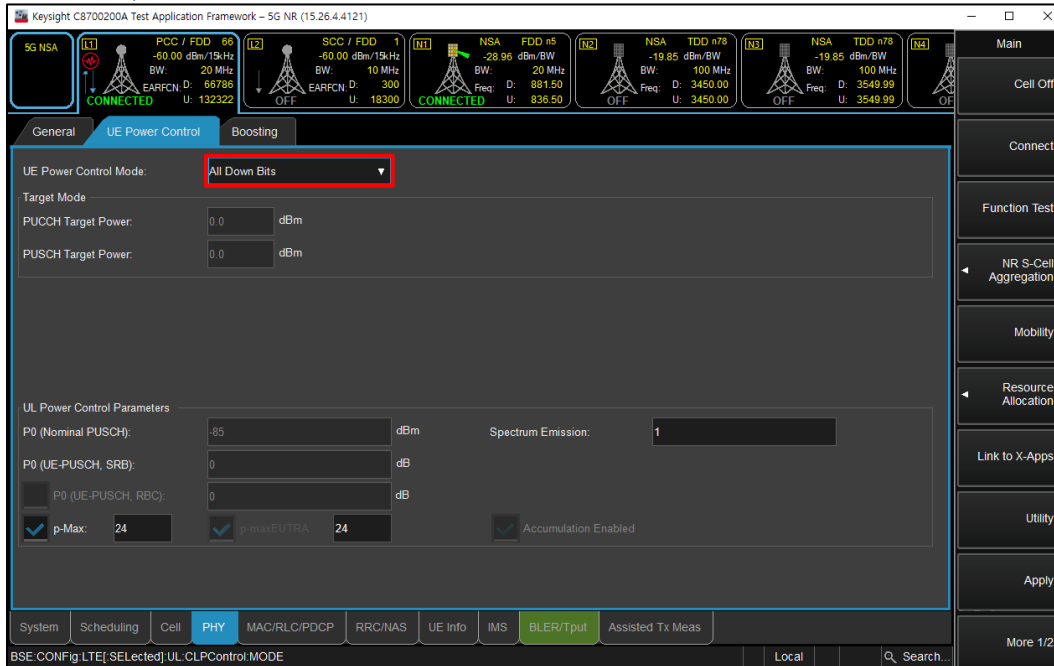 Keysight C8700200A Test Application Framework – 5G NR (15.26.4.4121)
5G NSA
L1
PCC / FDD 66
-60.00 dBm/15kHz
BW: 20 MHz
EARFCN: D: 66786
U: 132322
CONNECTED
L2
SCC / FDD 1
-60.00 dBm/15kHz
BW: 10 MHz
EARFCN: D: 300
U: 18300
OFF
N1
NSA FDD n5
-28.96 dBm/BW
BW: 20 MHz
Freq: D: 881.50
U: 836.50
CONNECTED
N2
NSA TDD n78
-19.85 dBm/BW
BW: 100 MHz
Freq: D: 3450.00
U: 3450.00
OFF
N3
NSA TDD n78
-19.85 dBm/BW
BW: 100 MHz
Freq: D: 3549.99
U: 3549.99
OFF
N4
OF
General UE Power Control Boosting
UE Power Control Mode: All Down Bits
Target Mode
PUCCH Target Power: 0.0 dBm
PUSCH Target Power: 0.0 dBm
UL Power Control Parameters
P0 (Nominal PUSCH): -85 dBm Spectrum Emission: 1
P0 (UE-PUSCH, SRB): 0 dB
P0 (UE-PUSCH, RBC): 0 dB
p-Max: 24 p-maxEUTRA 24 Accumulation Enabled
System Scheduling Cell PHY MAC/RLC/PDCP RRC/NAS UE Info IMS BLER/Tput Assisted Tx Meas
BSE:CONFig:LTE[:SELected]:UL:CLPControl:MODE Local Search...
Main
Cell Off
Connect
Function Test
NR S-Cell
Aggregation
Mobility
Resource
Allocation
Link to X-Apps
Utility
Apply
More 1/2